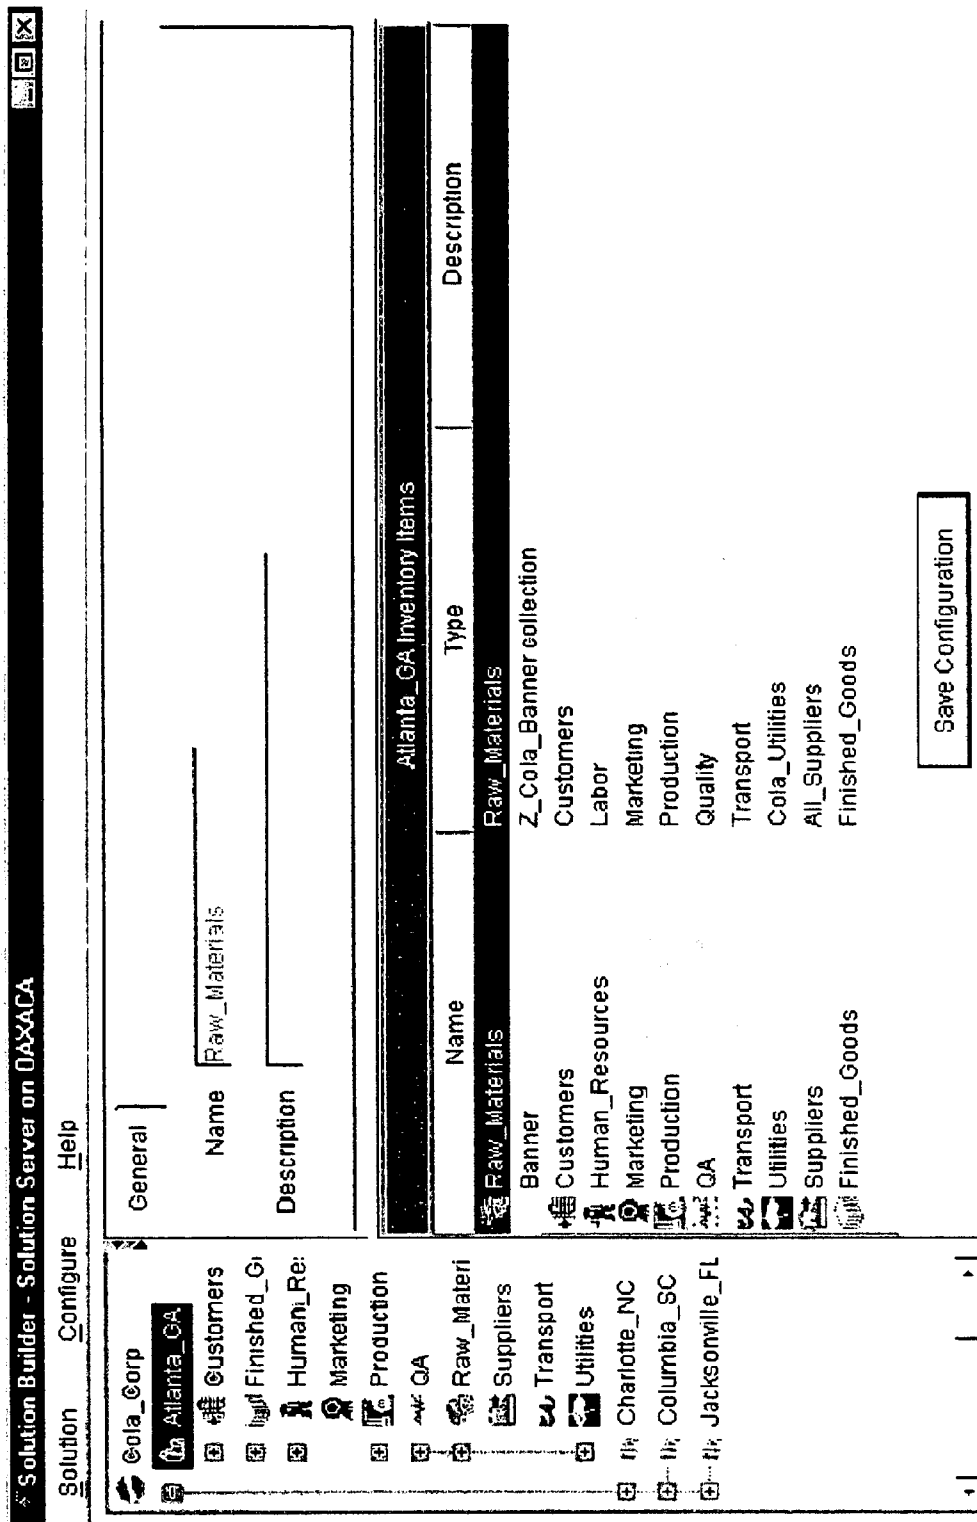 Solution Builder - Solution Server on OAXACA
Solution Configure Help
Cola_Corp
Atlanta_GA
Customers
Finished_G
Human_Re
Marketing
Production
QA
Raw_Materi
Suppliers
Transport
Utilities
Charlotte_NC
Columbia_SC
Jacksonville_FL
General
Name Raw_Materials
Description
Atlanta_GA Inventory Items
Name Type Description
Raw_Materials Raw_Materials
Banner Z_Cola_Banner collection
Customers Customers
Human_Resources Labor
Marketing Marketing
Production Production
QA Quality
Transport Transport
Utilities Cola_Utilities
Suppliers All_Suppliers
Finished_Goods Finished_Goods
Save Configuration